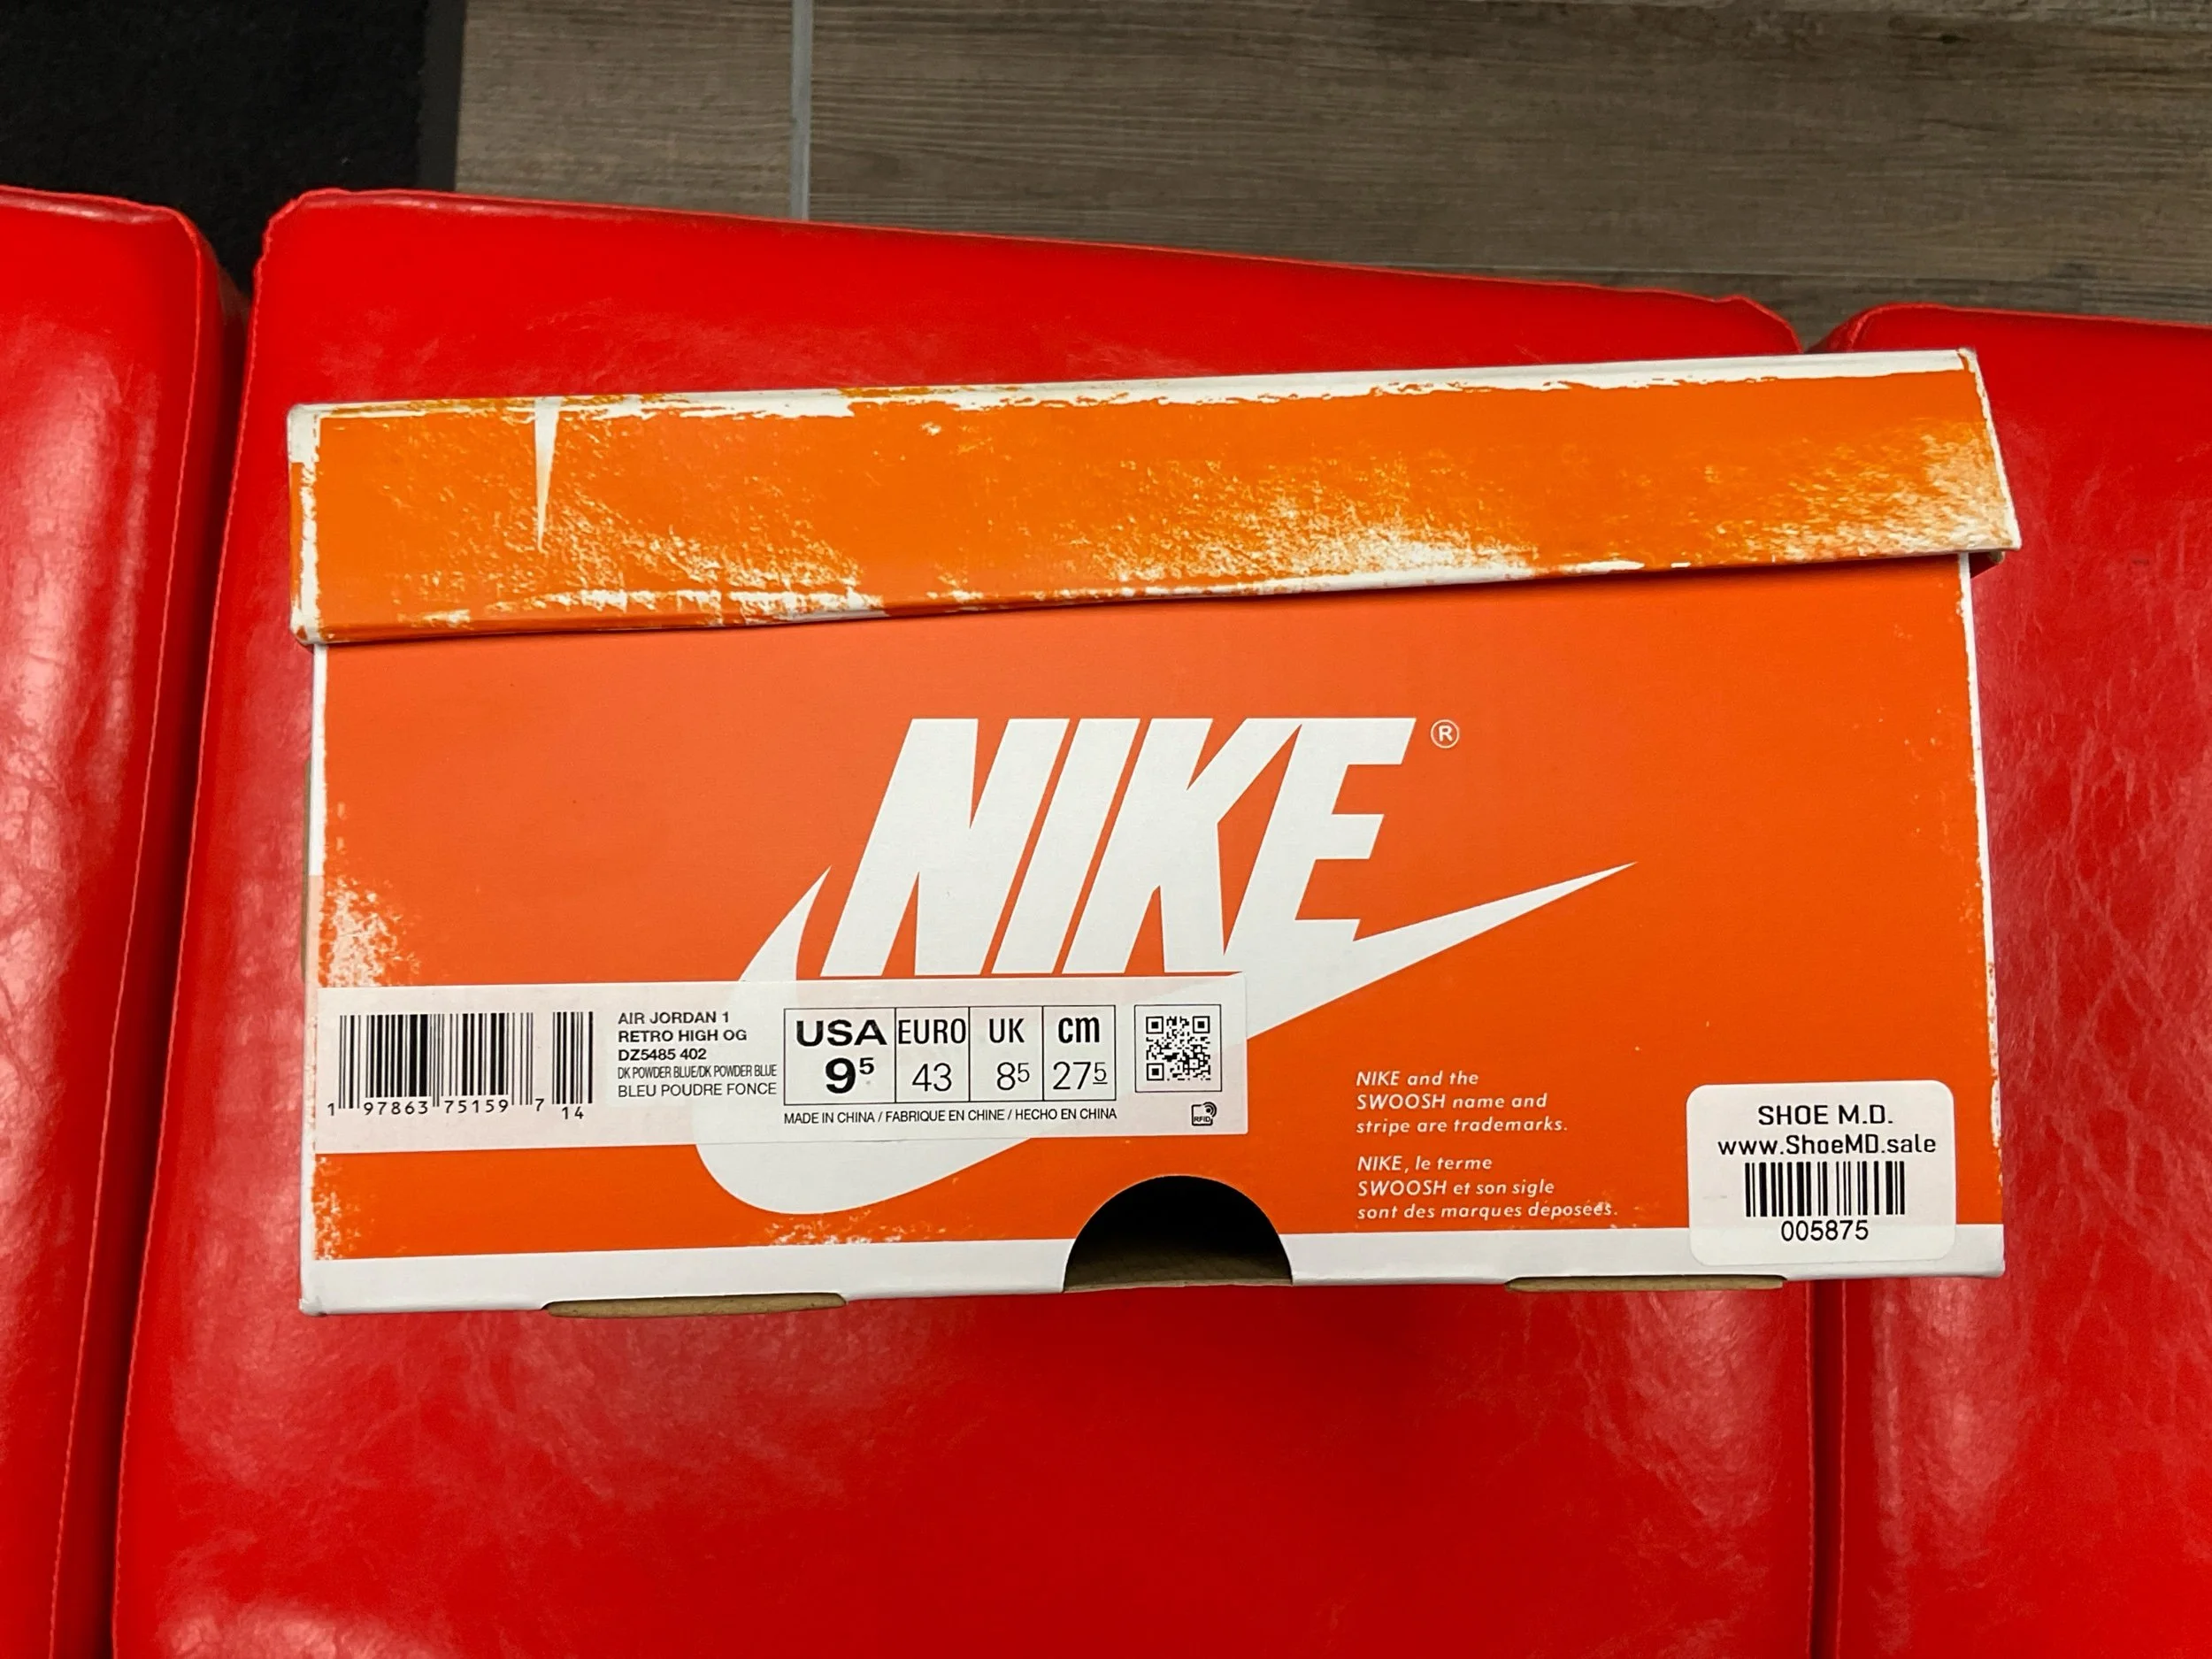 NIKE®
1 97863 75159 7 14
AIR JORDAN 1
RETRO HIGH OG
DZ5485 402
DK POWDER BLUE/DK POWDER BLUE
BLEU POUDRE FONCE
USA EURO UK cm
9⁵ 43 8⁵ 27⁵
MADE IN CHINA / FABRIQUE EN CHINE / HECHO EN CHINA
RFID
NIKE and the
SWOOSH name and
stripe are trademarks.
NIKE, le terme
SWOOSH et son sigle
sont des marques déposées.
SHOE M.D.
www.ShoeMD.sale
005875